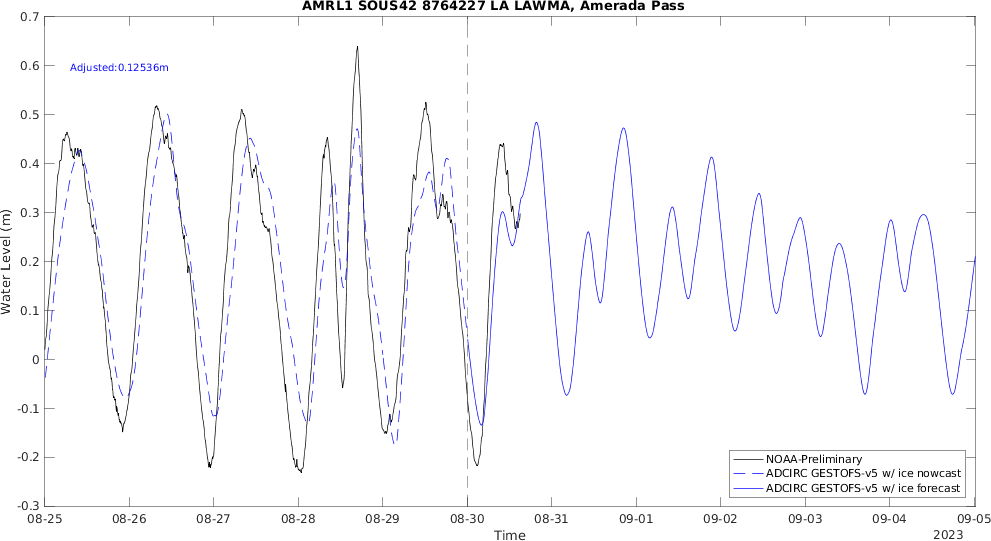 AMRL1 SOUS42 8764227 LA LAWMA, Amerada Pass
Adjusted:0.12536m
Water Level (m)
0.7
0.6
0.5
0.4
0.3
0.2
0.1
0
-0.1
-0.2
-0.3
NOAA-Preliminary
ADCIRC GESTOFS-v5 w/ ice nowcast
ADCIRC GESTOFS-v5 w/ ice forecast
08-25 08-26 08-27 08-28 08-29 08-30 08-31 09-01 09-02 09-03 09-04 09-05
Time
2023